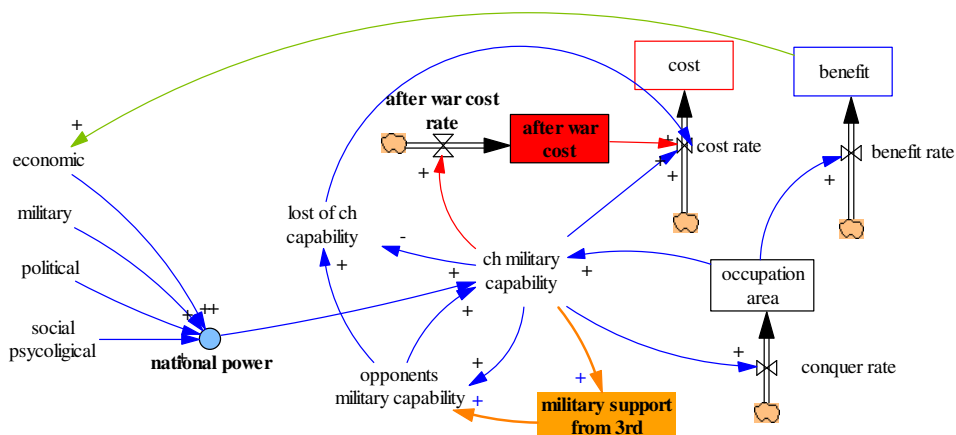 cost
benefit
after war cost
rate
after war
cost
cost rate
benefit rate
economic
military
political
social
psycoligical
national power
lost of ch
capability
ch military
capability
occupation
area
opponents
military capability
military support
from 3rd
conquer rate
+
+
+
+
+
+
+
-
+
+
+
+
+
++
+
+
+
+
+
+